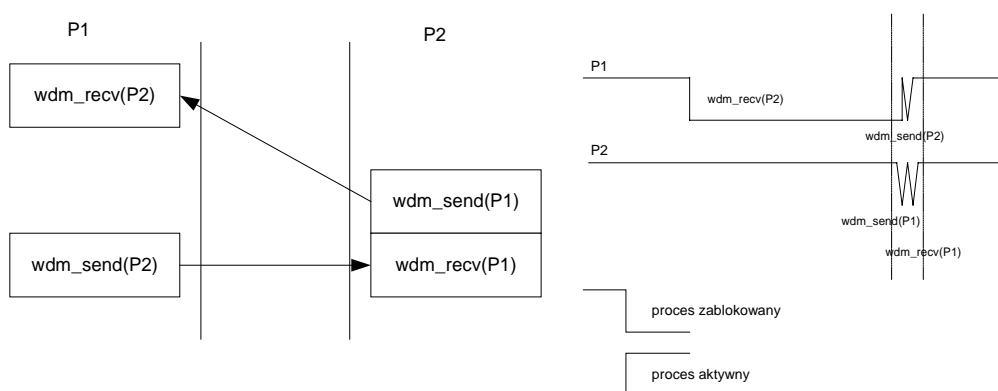 P1
P2
wdm_recv(P2)
wdm_send(P1)
wdm_send(P2)
wdm_recv(P1)
P1
wdm_recv(P2)
wdm_send(P2)
P2
wdm_send(P1)
wdm_recv(P1)
proces zablokowany
proces aktywny